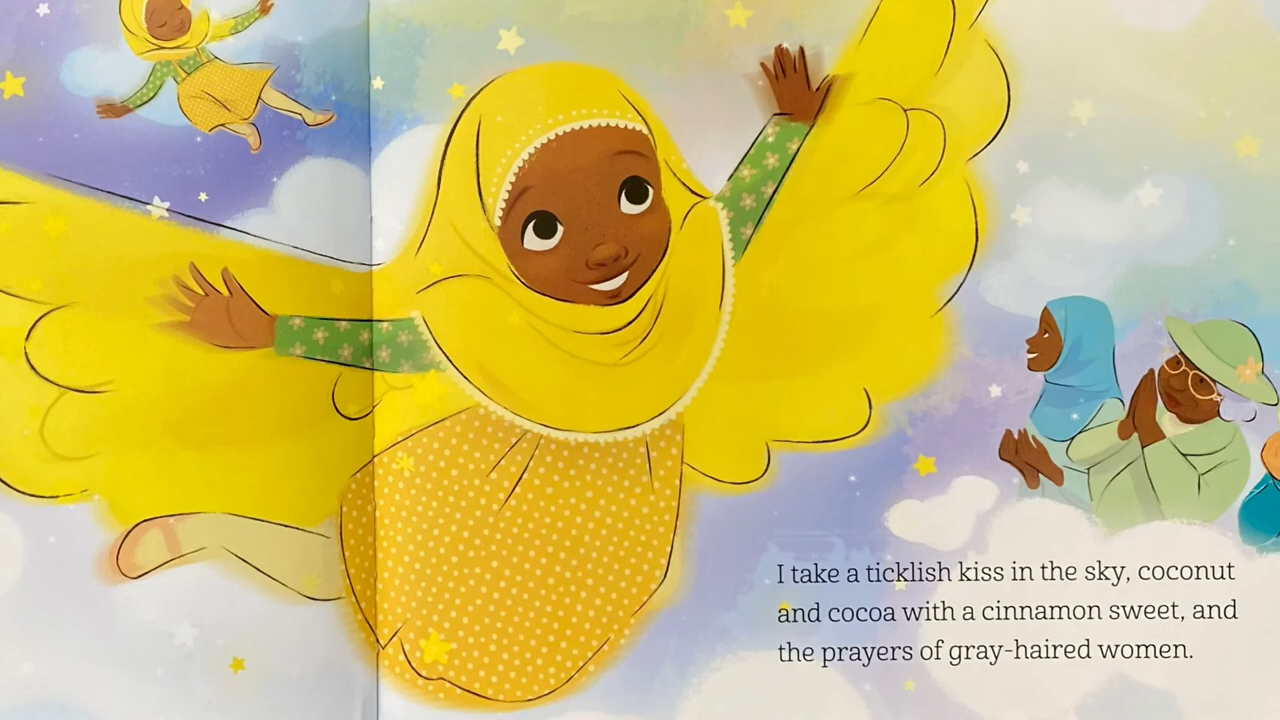 I take a ticklish kiss in the sky, coconut
and cocoa with a cinnamon sweet, and
the prayers of gray-haired women.